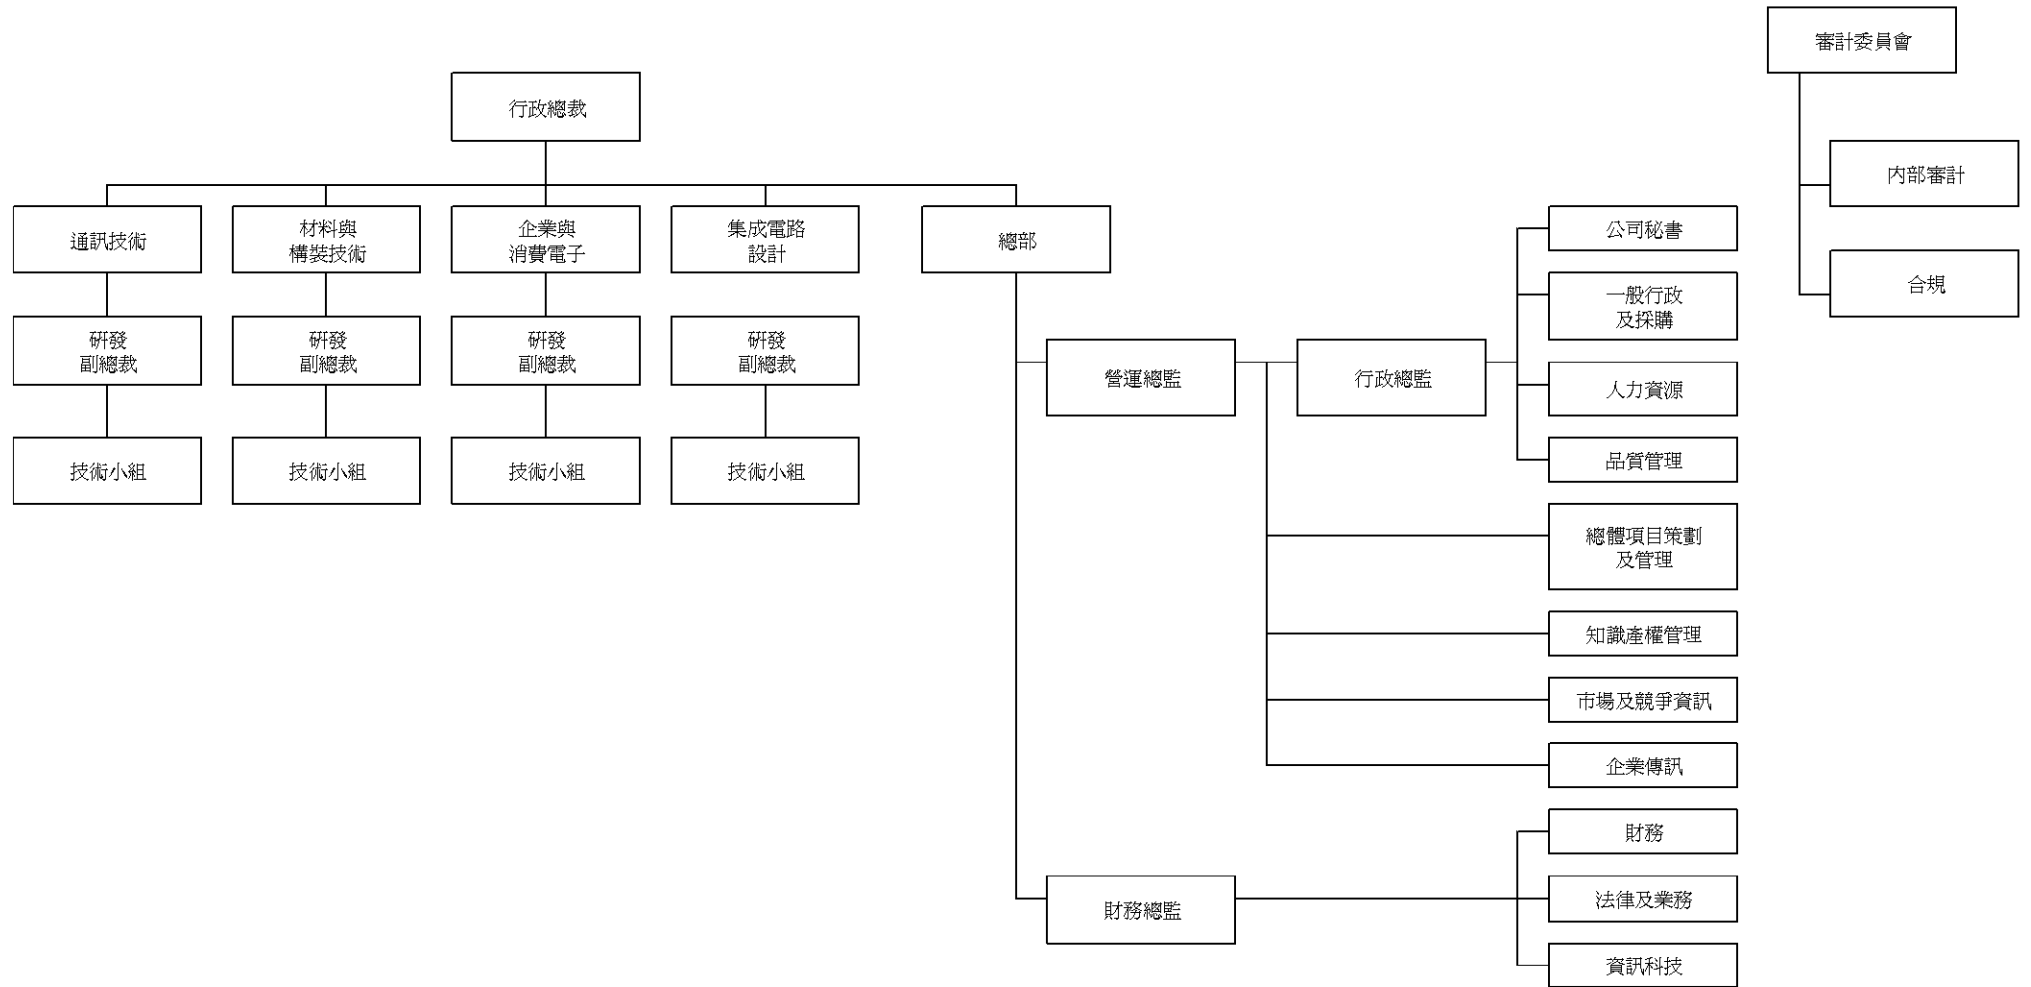 審計委員會
行政總裁
內部審計
合規
通訊技術
材料與
構裝技術
企業與
消費電子
集成電路
設計
總部
研發
副總裁
研發
副總裁
研發
副總裁
研發
副總裁
技術小組
技術小組
技術小組
技術小組
營運總監
行政總監
公司秘書
一般行政
及採購
人力資源
品質管理
總體項目策劃
及管理
知識產權管理
市場及競爭資訊
企業傳訊
財務總監
財務
法律及業務
資訊科技